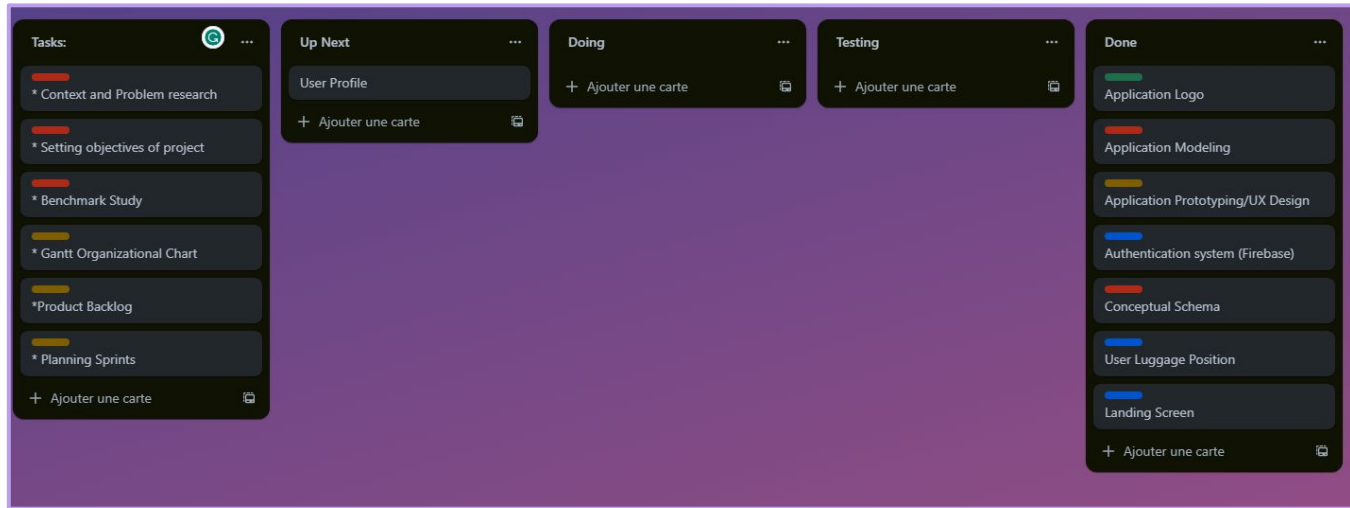 Tasks:
* Context and Problem research
* Setting objectives of project
* Benchmark Study
* Gantt Organizational Chart
*Product Backlog
* Planning Sprints
+ Ajouter une carte
Up Next
User Profile
+ Ajouter une carte
Doing
+ Ajouter une carte
Testing
+ Ajouter une carte
Done
Application Logo
Application Modeling
Application Prototyping/UX Design
Authentication system (Firebase)
Conceptual Schema
User Luggage Position
Landing Screen
+ Ajouter une carte